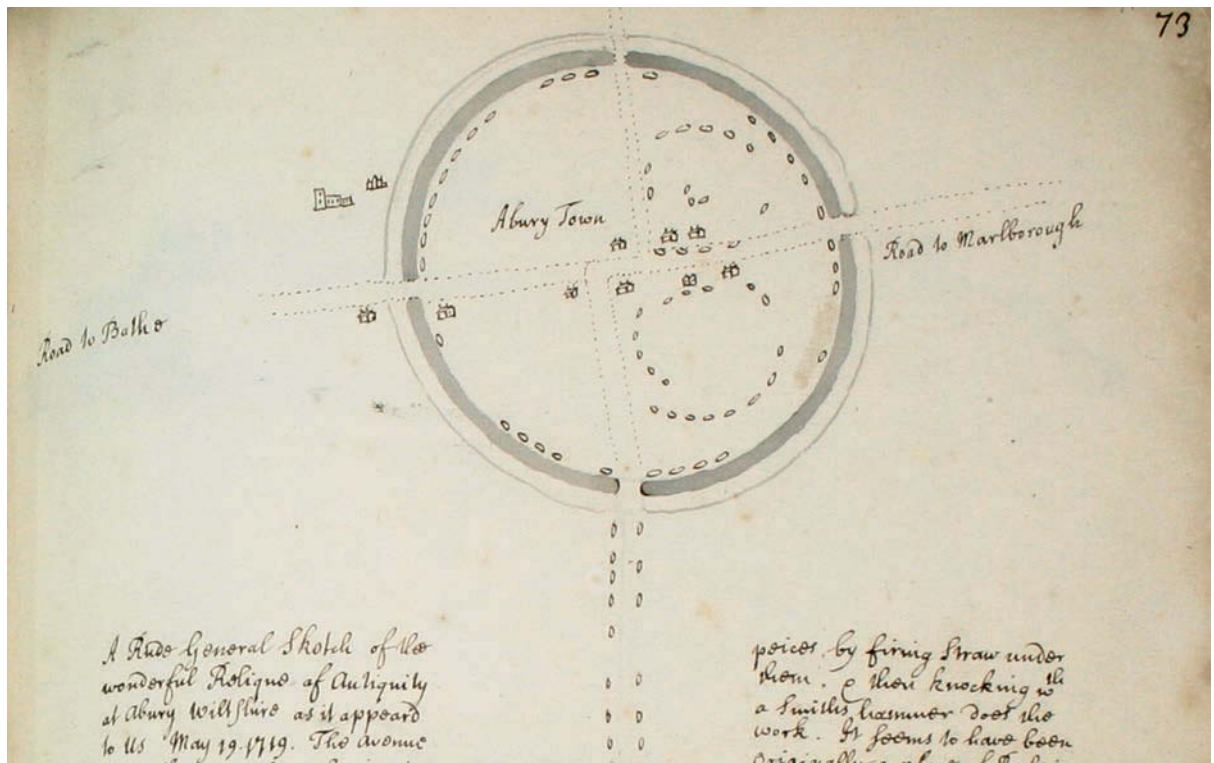 73
Abury Town
Road to Marlborough
Road to Bathe
A Rude General Sketch of the
wonderful Relique of Antiquity
at Abury Wiltshire as it appeard
to us May 19. 1719. The avenue
peices by firing straw under
them. & then knocking wth
a Smiths hammer does the
work. It seems to have been
originally